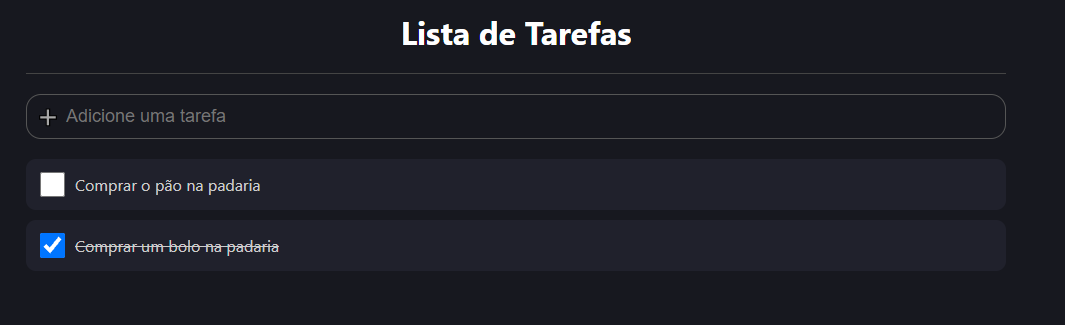 Lista de Tarefas
Adicione uma tarefa
Comprar o pão na padaria
Comprar um bolo na padaria